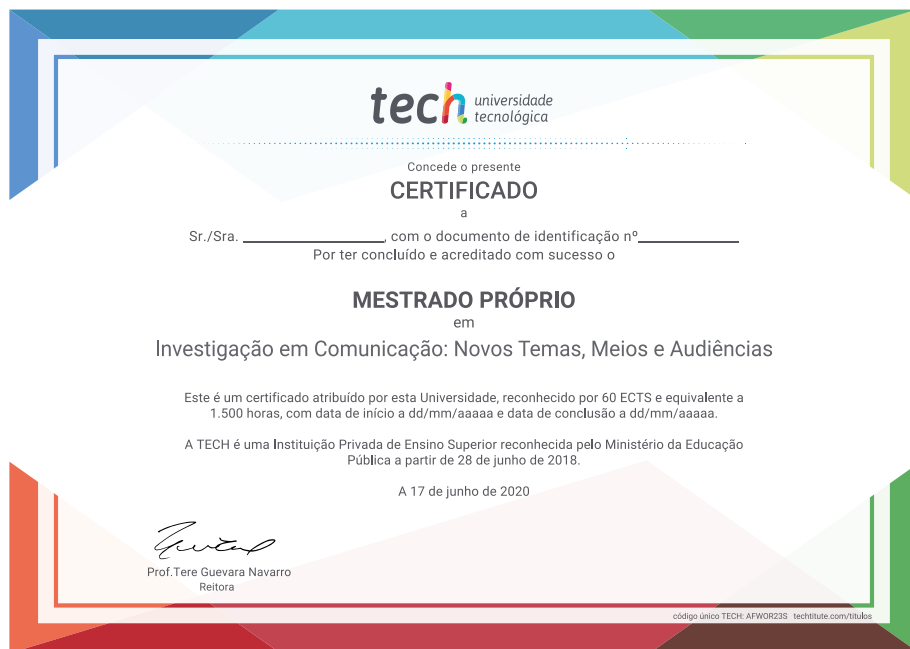 tech universidade
tecnológica
Concede o presente
CERTIFICADO
a
Sr./Sra. _______________, com o documento de identificação nº___________
Por ter concluído e acreditado com sucesso o
MESTRADO PRÓPRIO
em
Investigação em Comunicação: Novos Temas, Meios e Audiências
Este é um certificado atribuído por esta Universidade, reconhecido por 60 ECTS e equivalente a
1.500 horas, com data de início a dd/mm/aaaaa e data de conclusão a dd/mm/aaaaa.
A TECH é uma Instituição Privada de Ensino Superior reconhecida pelo Ministério da Educação
Pública a partir de 28 de junho de 2018.
A 17 de junho de 2020
Prof.Tere Guevara Navarro
Reitora
código único TECH: AFWOR23S techtitute.com/titulos